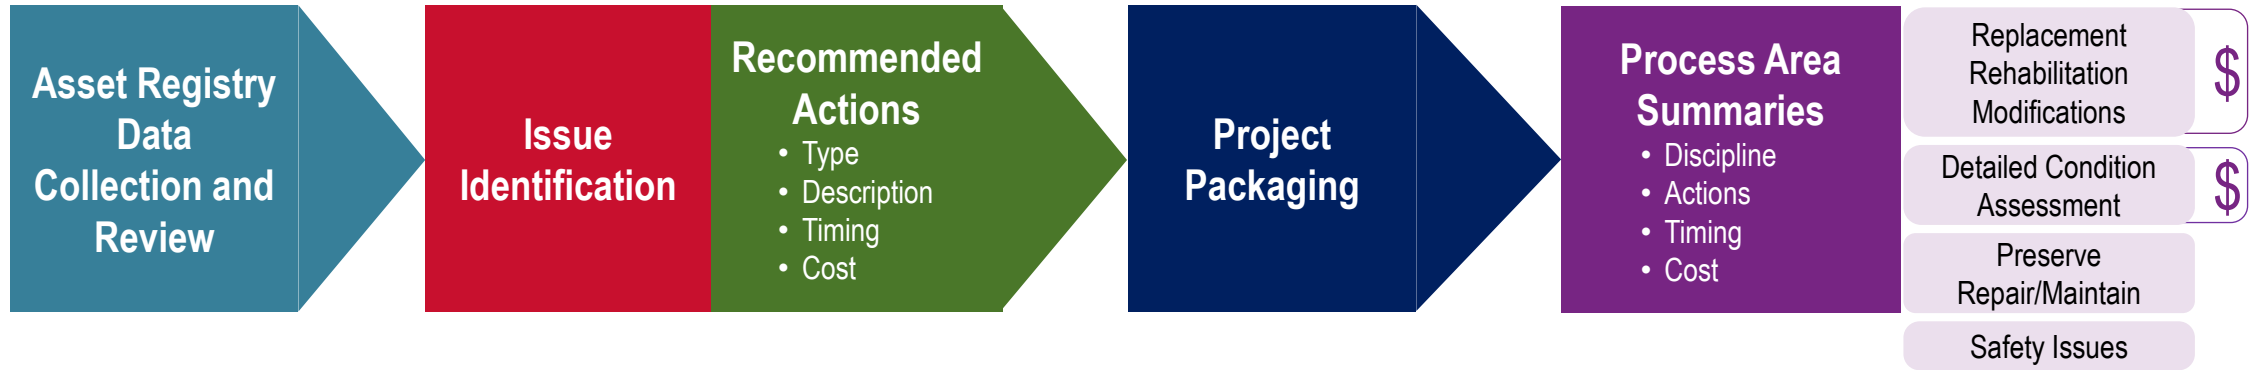 Asset Registry
Data
Collection and
Review
Issue
Identification
Recommended
Actions
• Type
• Description
• Timing
• Cost
Project
Packaging
Process Area
Summaries
• Discipline
• Actions
• Timing
• Cost
Replacement
Rehabilitation
Modifications
$
Detailed Condition
Assessment
$
Preserve
Repair/Maintain
Safety Issues